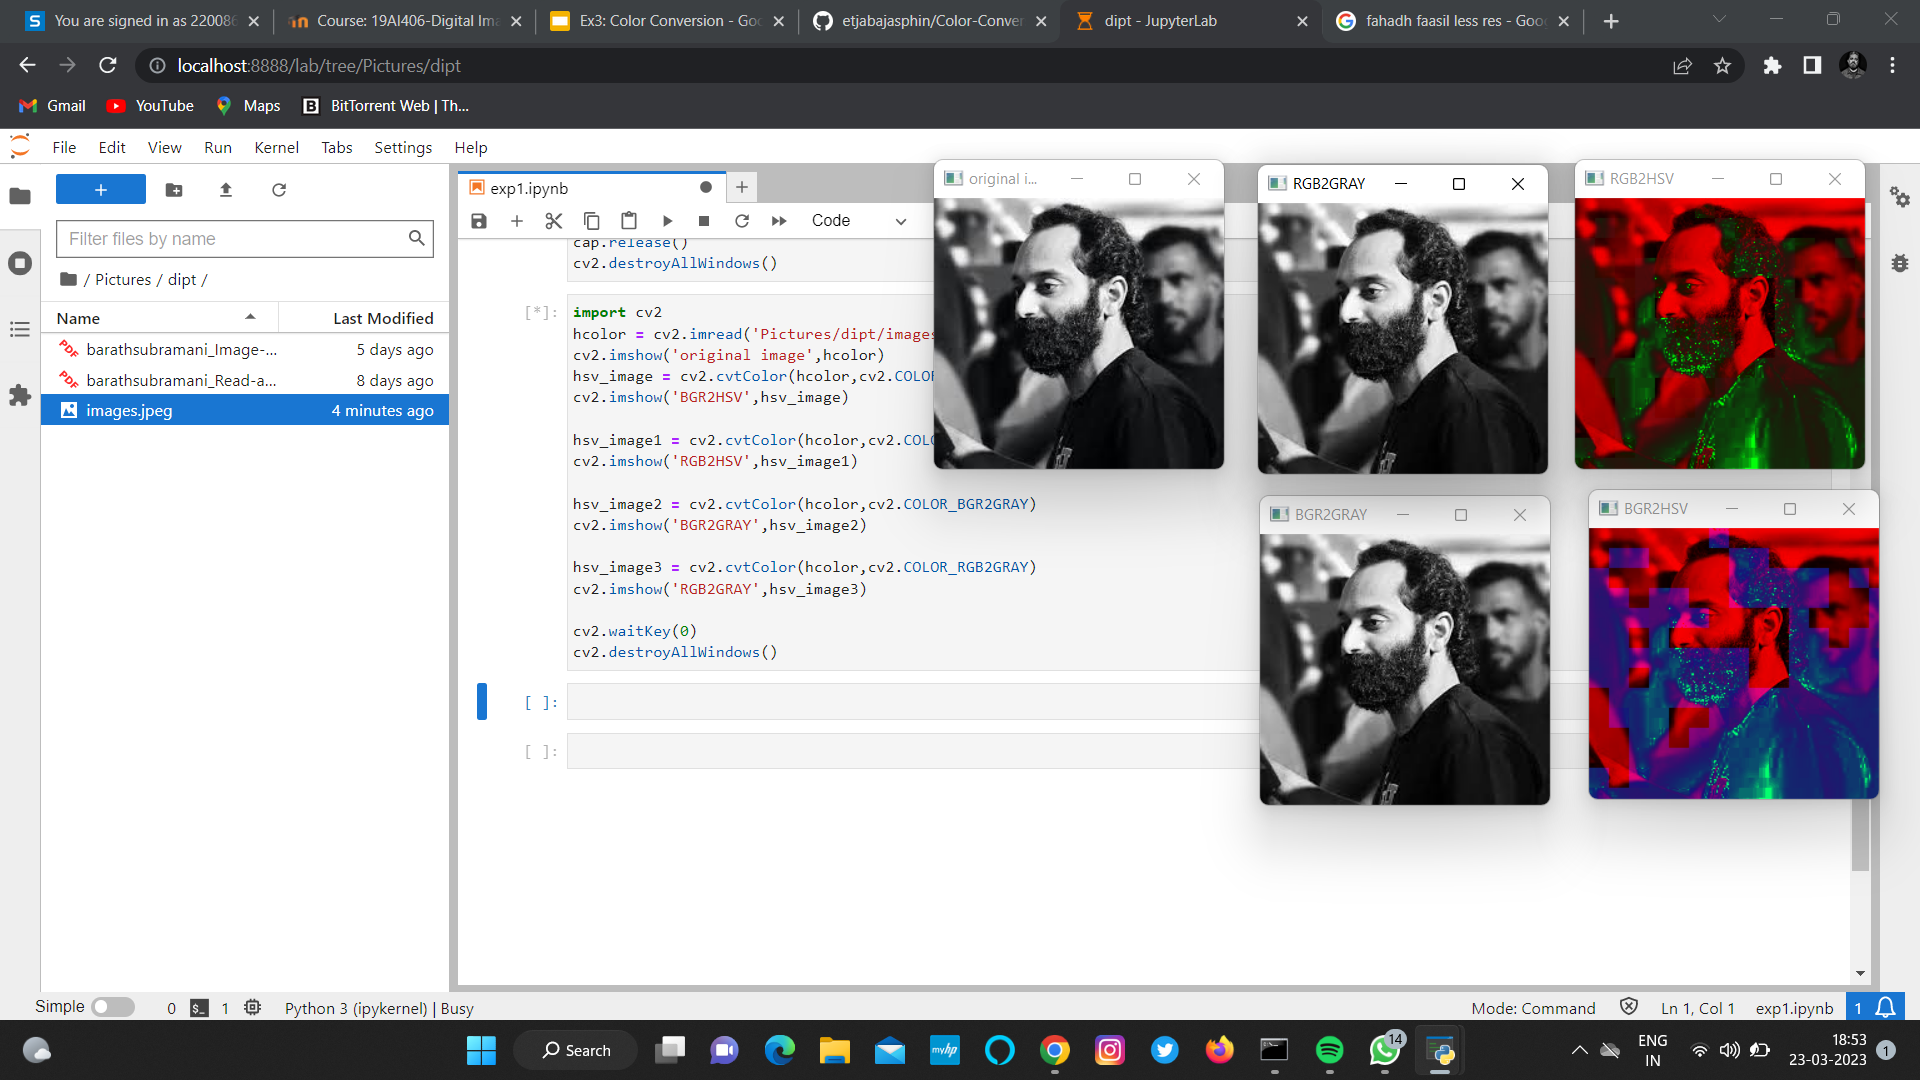 You are signed in as 220086
Course: 19AI406-Digital Ima
Ex3: Color Conversion - Goo
etjabajasphin/Color-Conver
dipt - JupyterLab
fahadh faasil less res - Goo
localhost:8888/lab/tree/Pictures/dipt
Gmail
YouTube
Maps
BitTorrent Web | Th...
File Edit View Run Kernel Tabs Settings Help
Filter files by name
/ Pictures / dipt /
Name Last Modified
barathsubramani_Image-... 5 days ago
barathsubramani_Read-a... 8 days ago
images.jpeg 4 minutes ago
exp1.ipynb
Code
cap.release()
cv2.destroyAllWindows()
[*]:
import cv2
hcolor = cv2.imread('Pictures/dipt/images
cv2.imshow('original image',hcolor)
hsv_image = cv2.cvtColor(hcolor,cv2.COLOR
cv2.imshow('BGR2HSV',hsv_image)
hsv_image1 = cv2.cvtColor(hcolor,cv2.COLO
cv2.imshow('RGB2HSV',hsv_image1)
hsv_image2 = cv2.cvtColor(hcolor,cv2.COLOR_BGR2GRAY)
cv2.imshow('BGR2GRAY',hsv_image2)
hsv_image3 = cv2.cvtColor(hcolor,cv2.COLOR_RGB2GRAY)
cv2.imshow('RGB2GRAY',hsv_image3)
cv2.waitKey(0)
cv2.destroyAllWindows()
[ ]:
[ ]:
original i...
RGB2GRAY
RGB2HSV
BGR2GRAY
BGR2HSV
Simple 0 1 Python 3 (ipykernel) | Busy
Mode: Command Ln 1, Col 1 exp1.ipynb 1
Search
myhp
14
ENG
IN
18:53
23-03-2023
1